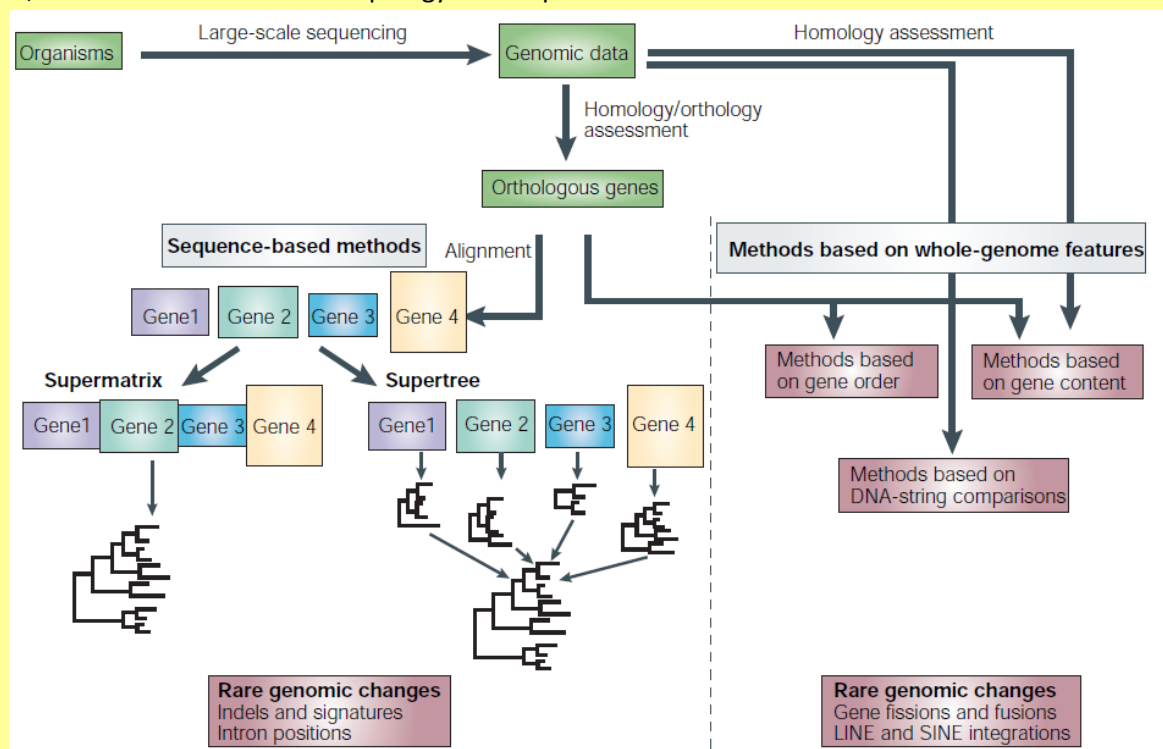 Organisms
Large-scale sequencing
Genomic data
Homology assessment
Homology/orthology
assessment
Orthologous genes
Sequence-based methods
Alignment
Methods based on whole-genome features
Gene1
Gene 2
Gene 3
Gene 4
Methods based
on gene order
Methods based
on gene content
Supermatrix
Supertree
Gene1
Gene 2
Gene 3
Gene 4
Gene1
Gene 2
Gene 3
Gene 4
Methods based on
DNA-string comparisons
Rare genomic changes
Indels and signatures
Intron positions
Rare genomic changes
Gene fissions and fusions
LINE and SINE integrations